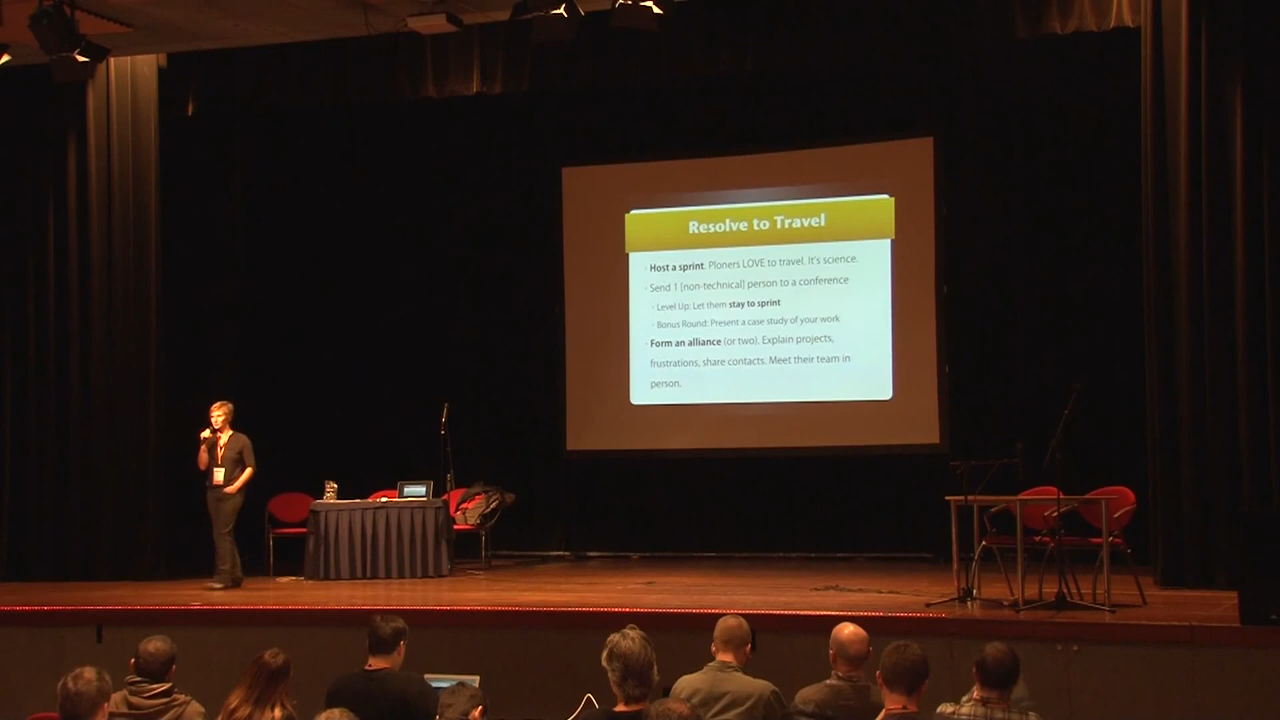 Resolve to Travel
· Host a sprint. Ploners LOVE to travel. It's science.
· Send 1 [non-technical] person to a conference
· Level Up: Let them stay to sprint
· Bonus Round: Present a case study of your work
· Form an alliance (or two). Explain projects,
frustrations, share contacts. Meet their team in
person.